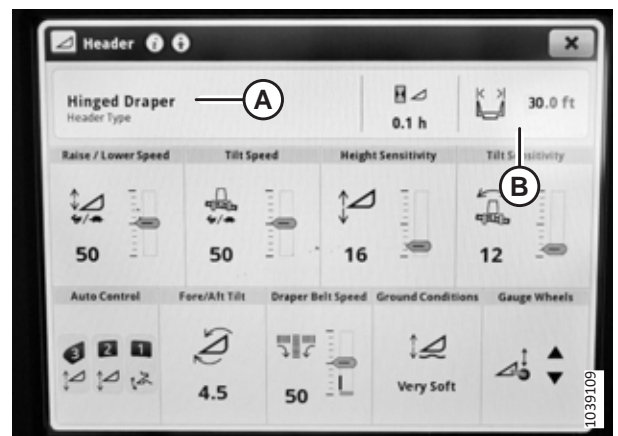 Header
Hinged Draper
Header Type
A
0.1 h
30.0 ft
B
Raise / Lower Speed
Tilt Speed
Height Sensitivity
Tilt Sensitivity
50
50
16
12
Auto Control
Fore/Aft Tilt
Draper Belt Speed
Ground Conditions
Gauge Wheels
3 2 1
4.5
50
Very Soft
1039109